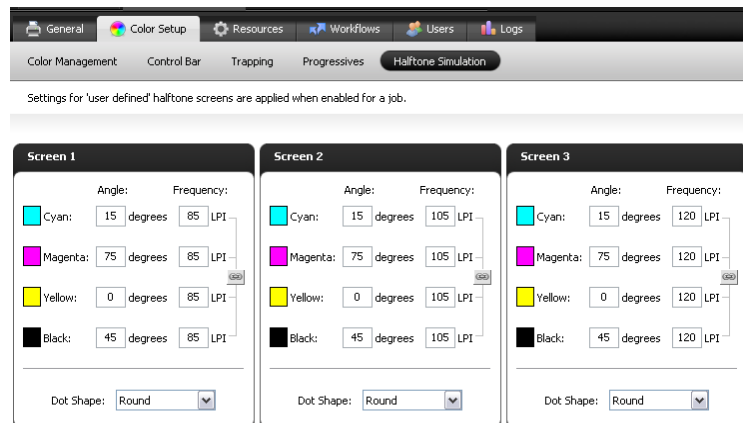 General Color Setup Resources Workflows Users Logs
Color Management Control Bar Trapping Progressives Halftone Simulation
Settings for 'user defined' halftone screens are applied when enabled for a job.
Screen 1
Angle: Frequency:
Cyan: 15 degrees 85 LPI
Magenta: 75 degrees 85 LPI
Yellow: 0 degrees 85 LPI
Black: 45 degrees 85 LPI
Dot Shape: Round
Screen 2
Angle: Frequency:
Cyan: 15 degrees 105 LPI
Magenta: 75 degrees 105 LPI
Yellow: 0 degrees 105 LPI
Black: 45 degrees 105 LPI
Dot Shape: Round
Screen 3
Angle: Frequency:
Cyan: 15 degrees 120 LPI
Magenta: 75 degrees 120 LPI
Yellow: 0 degrees 120 LPI
Black: 45 degrees 120 LPI
Dot Shape: Round